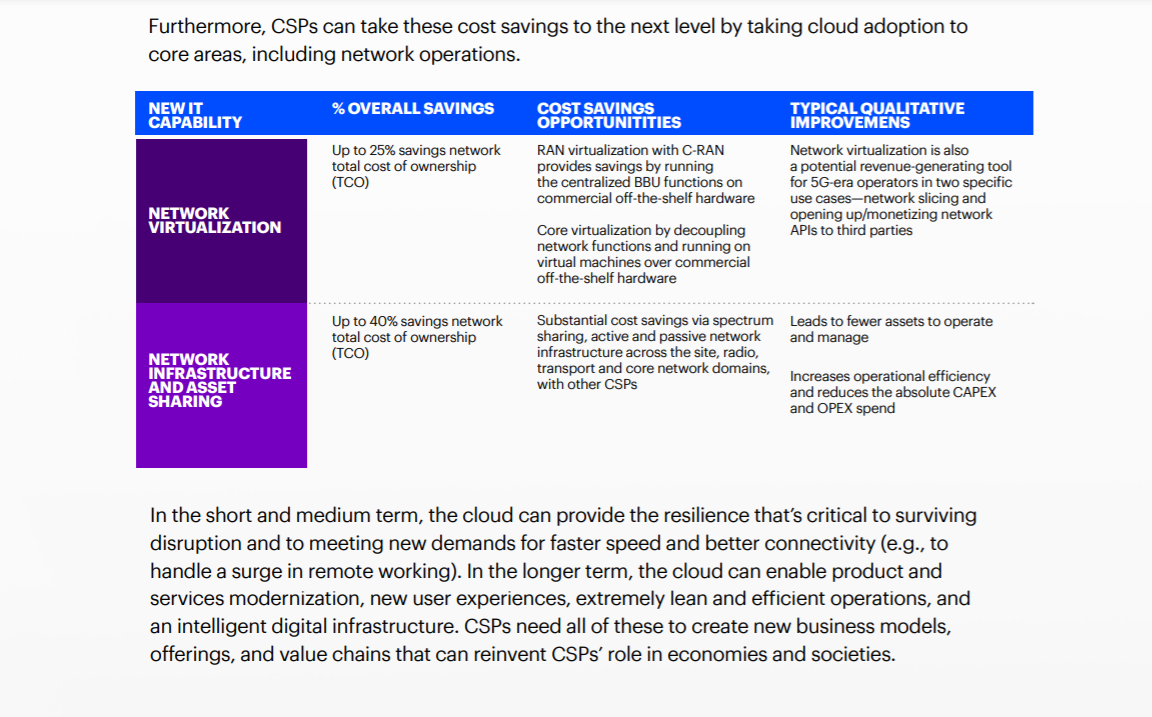 Furthermore, CSPs can take these cost savings to the next level by taking cloud adoption to
core areas, including network operations.
NEW IT
CAPABILITY
% OVERALL SAVINGS
COST SAVINGS
OPPORTUNITITIES
TYPICAL QUALITATIVE
IMPROVEMENS
NETWORK
VIRTUALIZATION
Up to 25% savings network
total cost of ownership
(TCO)
RAN virtualization with C-RAN
provides savings by running
the centralized BBU functions on
commercial off-the-shelf hardware
Core virtualization by decoupling
network functions and running on
virtual machines over commercial
off-the-shelf hardware
Network virtualization is also
a potential revenue-generating tool
for 5G-era operators in two specific
use cases—network slicing and
opening up/monetizing network
APIs to third parties
NETWORK
INFRASTRUCTURE
AND ASSET
SHARING
Up to 40% savings network
total cost of ownership
(TCO)
Substantial cost savings via spectrum
sharing, active and passive network
infrastructure across the site, radio,
transport and core network domains,
with other CSPs
Leads to fewer assets to operate
and manage
Increases operational efficiency
and reduces the absolute CAPEX
and OPEX spend
In the short and medium term, the cloud can provide the resilience that's critical to surviving
disruption and to meeting new demands for faster speed and better connectivity (e.g., to
handle a surge in remote working). In the longer term, the cloud can enable product and
services modernization, new user experiences, extremely lean and efficient operations, and
an intelligent digital infrastructure. CSPs need all of these to create new business models,
offerings, and value chains that can reinvent CSPs' role in economies and societies.